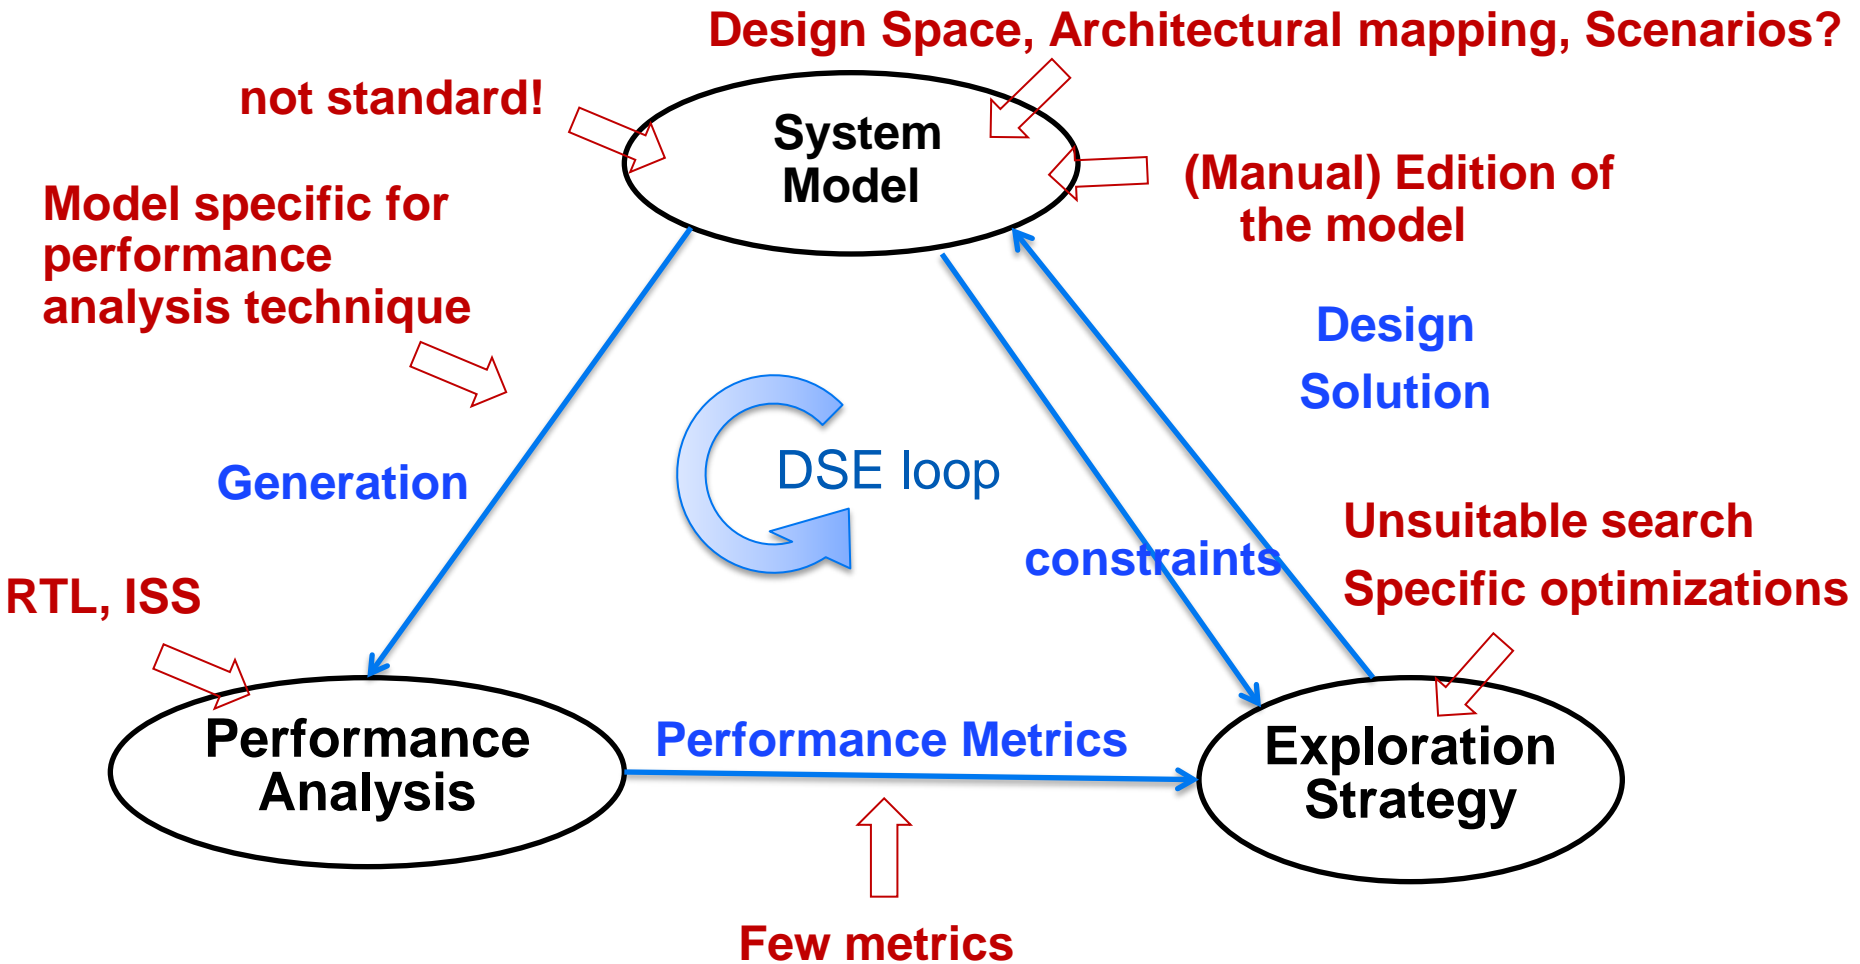 Design Space, Architectural mapping, Scenarios?
not standard!
System
Model
(Manual) Edition of
the model
Model specific for
performance
analysis technique
Design
Solution
Generation
DSE loop
constraints
Unsuitable search
Specific optimizations
RTL, ISS
Performance
Analysis
Performance Metrics
Exploration
Strategy
Few metrics